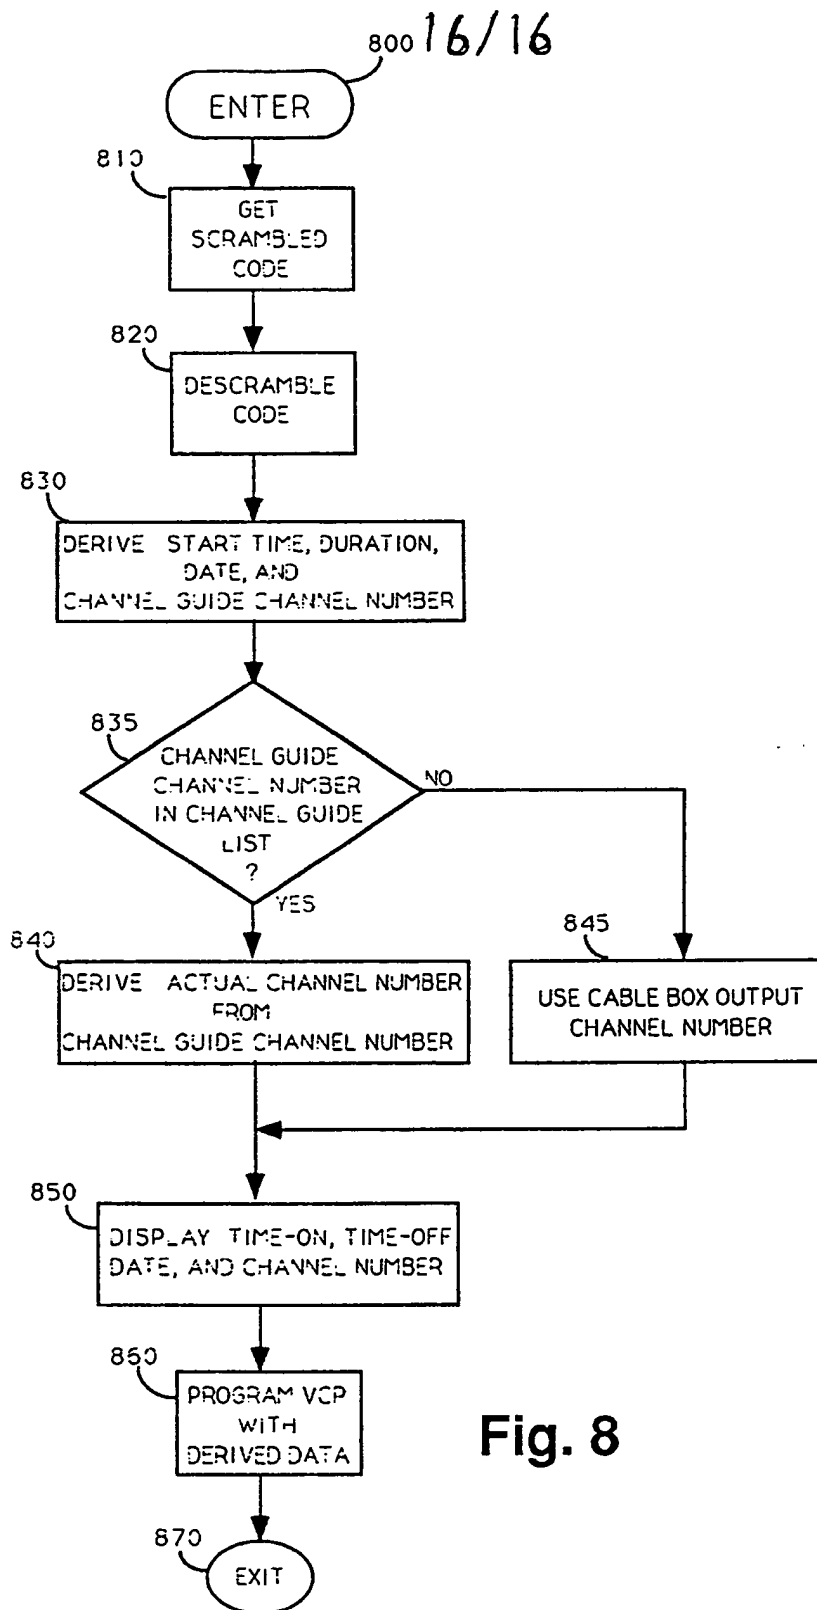 800 16/16
ENTER
810
GET
SCRAMBLED
CODE
820
DESCRAMBLE
CODE
830
DERIVE START TIME, DURATION,
DATE, AND
CHANNEL GUIDE CHANNEL NUMBER
835
CHANNEL GUIDE
CHANNEL NUMBER
IN CHANNEL GUIDE
LIST
?
NO
YES
840
DERIVE ACTUAL CHANNEL NUMBER
FROM
CHANNEL GUIDE CHANNEL NUMBER
845
USE CABLE BOX OUTPUT
CHANNEL NUMBER
850
DISPLAY TIME-ON, TIME-OFF
DATE, AND CHANNEL NUMBER
860
PROGRAM VCP
WITH
DERIVED DATA
Fig. 8
870
EXIT